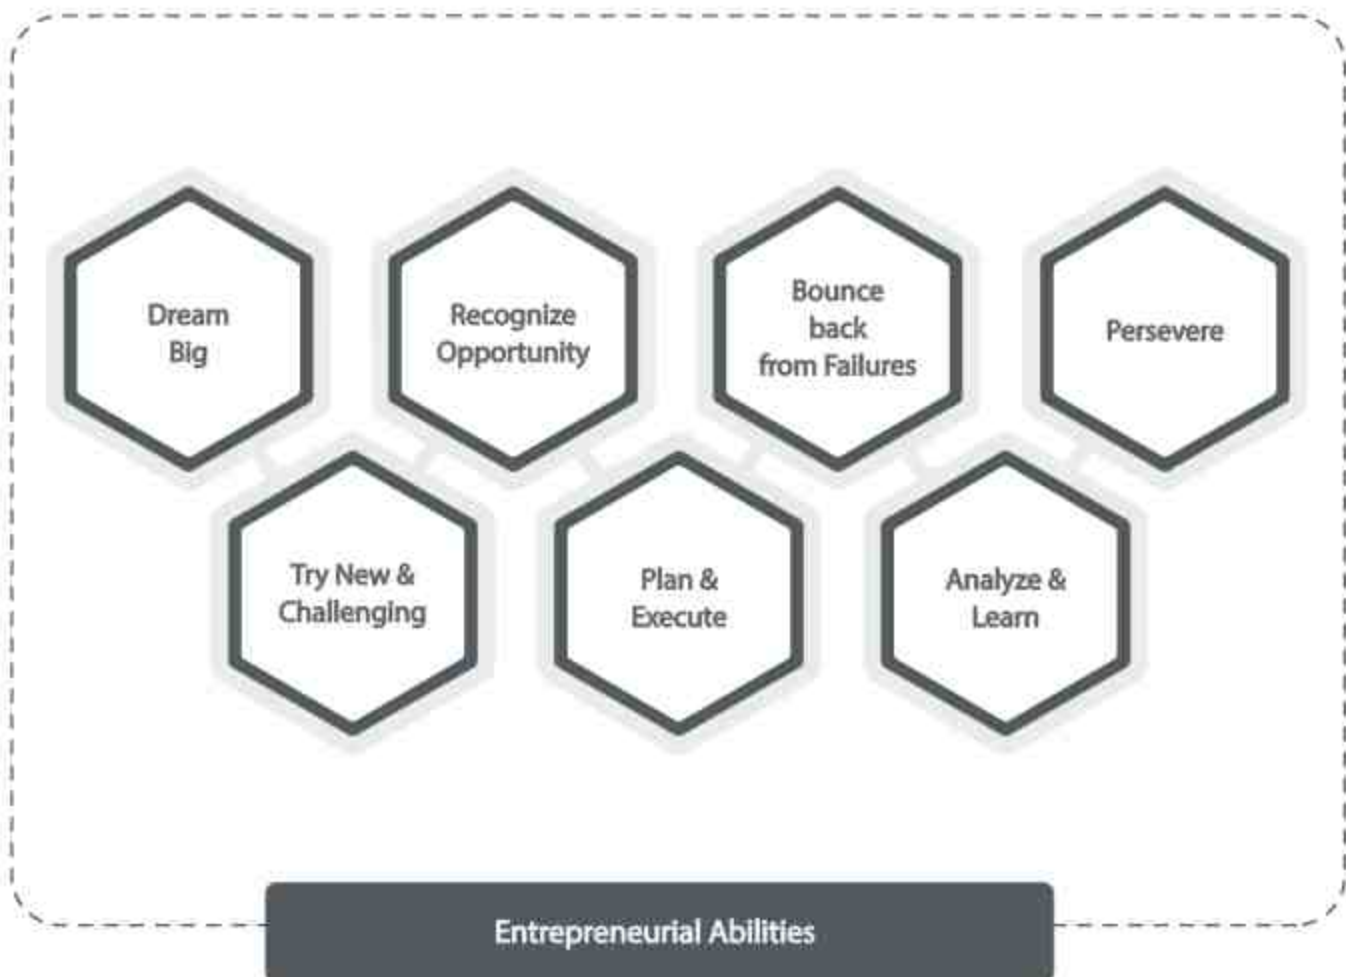 Dream
Big
Recognize
Opportunity
Bounce
back
from Failures
Persevere
Try New &
Challenging
Plan &
Execute
Analyze &
Learn
Entrepreneurial Abilities